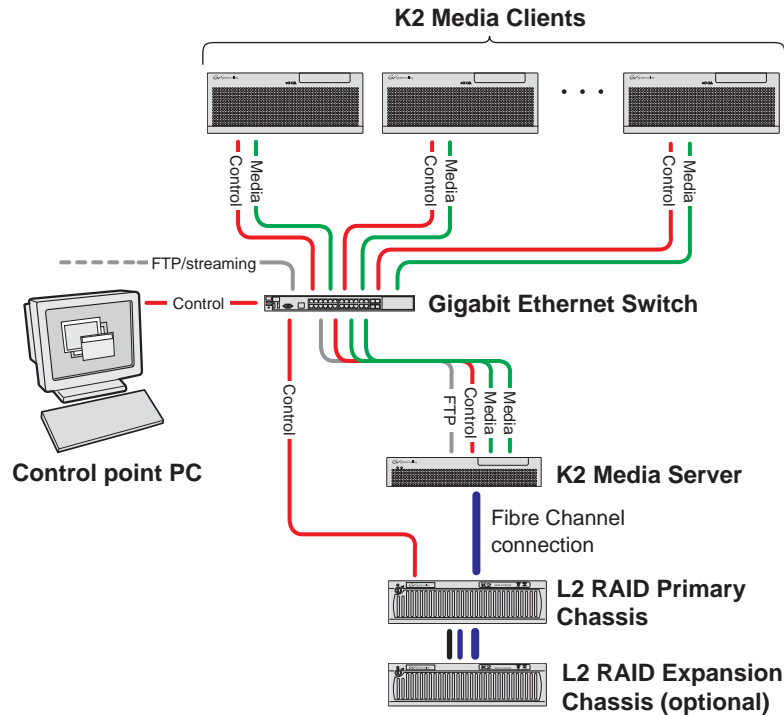 K2 Media Clients
Control
Media
Control
Media
Control
Media
FTP/streaming
Control
Gigabit Ethernet Switch
Control
FTP
Control
Media
Media
Control point PC
K2 Media Server
Fibre Channel
connection
L2 RAID Primary
Chassis
K2
L2 RAID Expansion
Chassis (optional)
K2